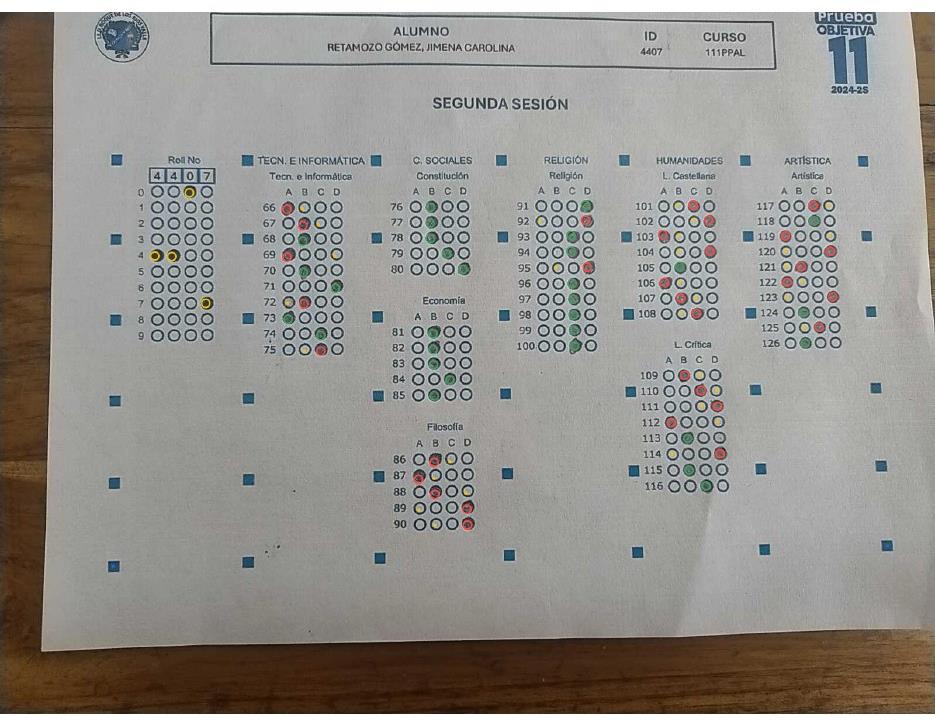 ALUMNO
RETAMOZO GÓMEZ, JIMENA CAROLINA
ID
4407
CURSO
111PPAL
Prueba
OBJETIVA
11
2024-25
SEGUNDA SESIÓN
Roll No
4 4 0 7
0
1
2
3
4
5
6
7
8
9
TECN. E INFORMÁTICA
Tecn. e Informática
A B C D
66
67
68
69
70
71
72
73
74
75
C. SOCIALES
Constitución
A B C D
76
77
78
79
80
Economía
A B C D
81
82
83
84
85
Filosofía
A B C D
86
87
88
89
90
RELIGIÓN
Religión
A B C D
91
92
93
94
95
96
97
98
99
100
HUMANIDADES
L. Castellana
A B C D
101
102
103
104
105
106
107
108
L. Crítica
A B C D
109
110
111
112
113
114
115
116
ARTÍSTICA
Artística
A B C D
117
118
119
120
121
122
123
124
125
126